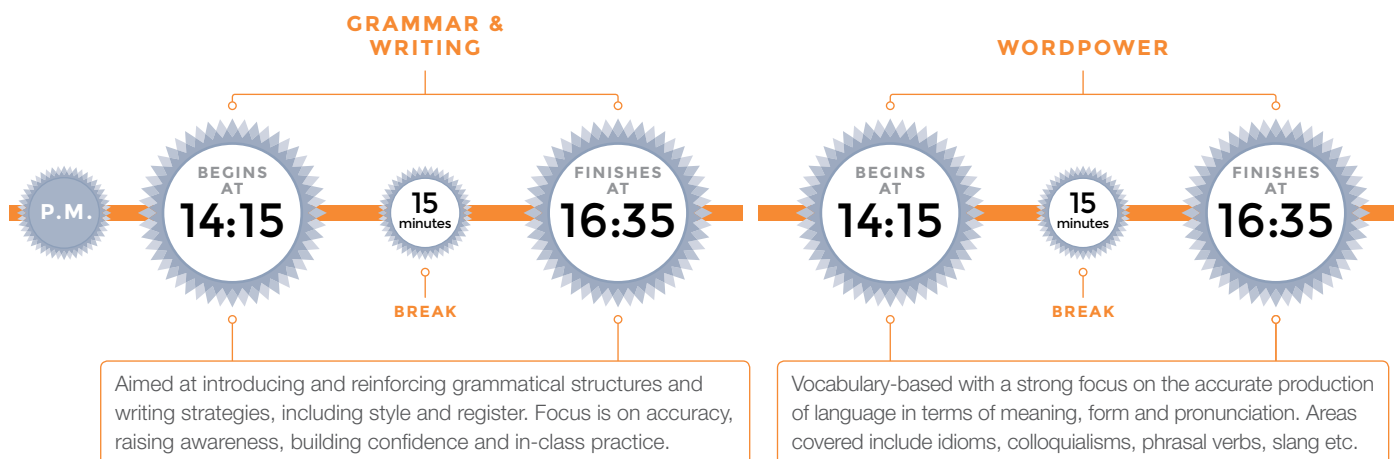 GRAMMAR &
WRITING
P.M.
BEGINS
AT
14:15
15
minutes
BREAK
FINISHES
AT
16:35
Aimed at introducing and reinforcing grammatical structures and
writing strategies, including style and register. Focus is on accuracy,
raising awareness, building confidence and in-class practice.
WORDPOWER
BEGINS
AT
14:15
15
minutes
BREAK
FINISHES
AT
16:35
Vocabulary-based with a strong focus on the accurate production
of language in terms of meaning, form and pronunciation. Areas
covered include idioms, colloquialisms, phrasal verbs, slang etc.